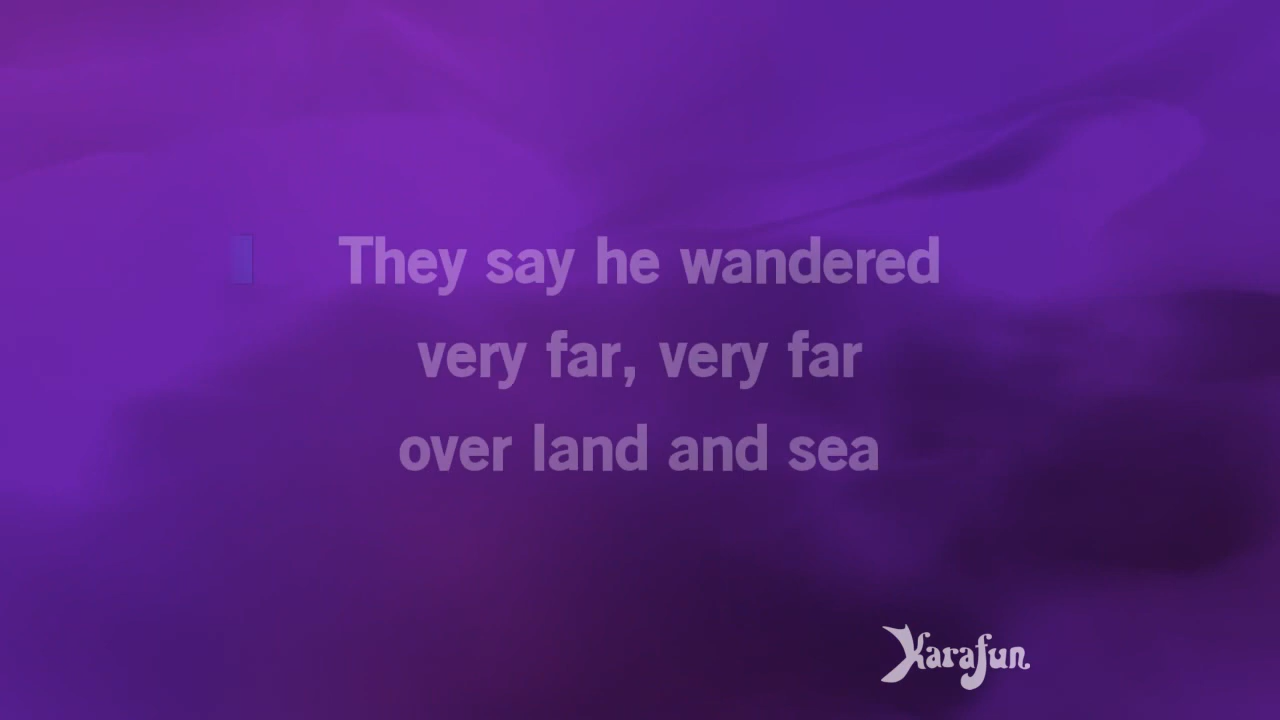 They say he wandered
very far, very far
over land and sea
Karafun